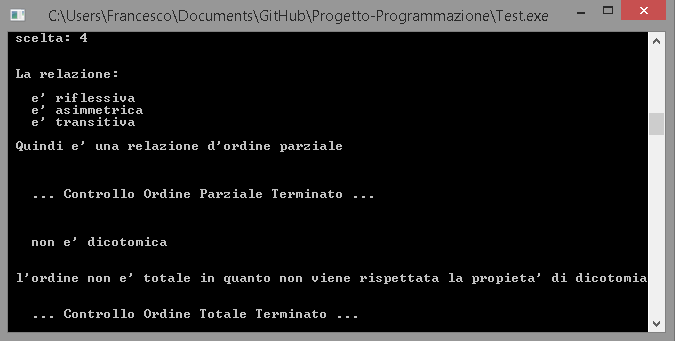 C:\Users\Francesco\Documents\GitHub\Progetto-Programmazione\Test.exe
scelta: 4
La relazione:
e' riflessiva
e' asimmetrica
e' transitiva
Quindi e' una relazione d'ordine parziale
... Controllo Ordine Parziale Terminato ...
non e' dicotomica
l'ordine non e' totale in quanto non viene rispettata la propieta' di dicotomia
... Controllo Ordine Totale Terminato ...